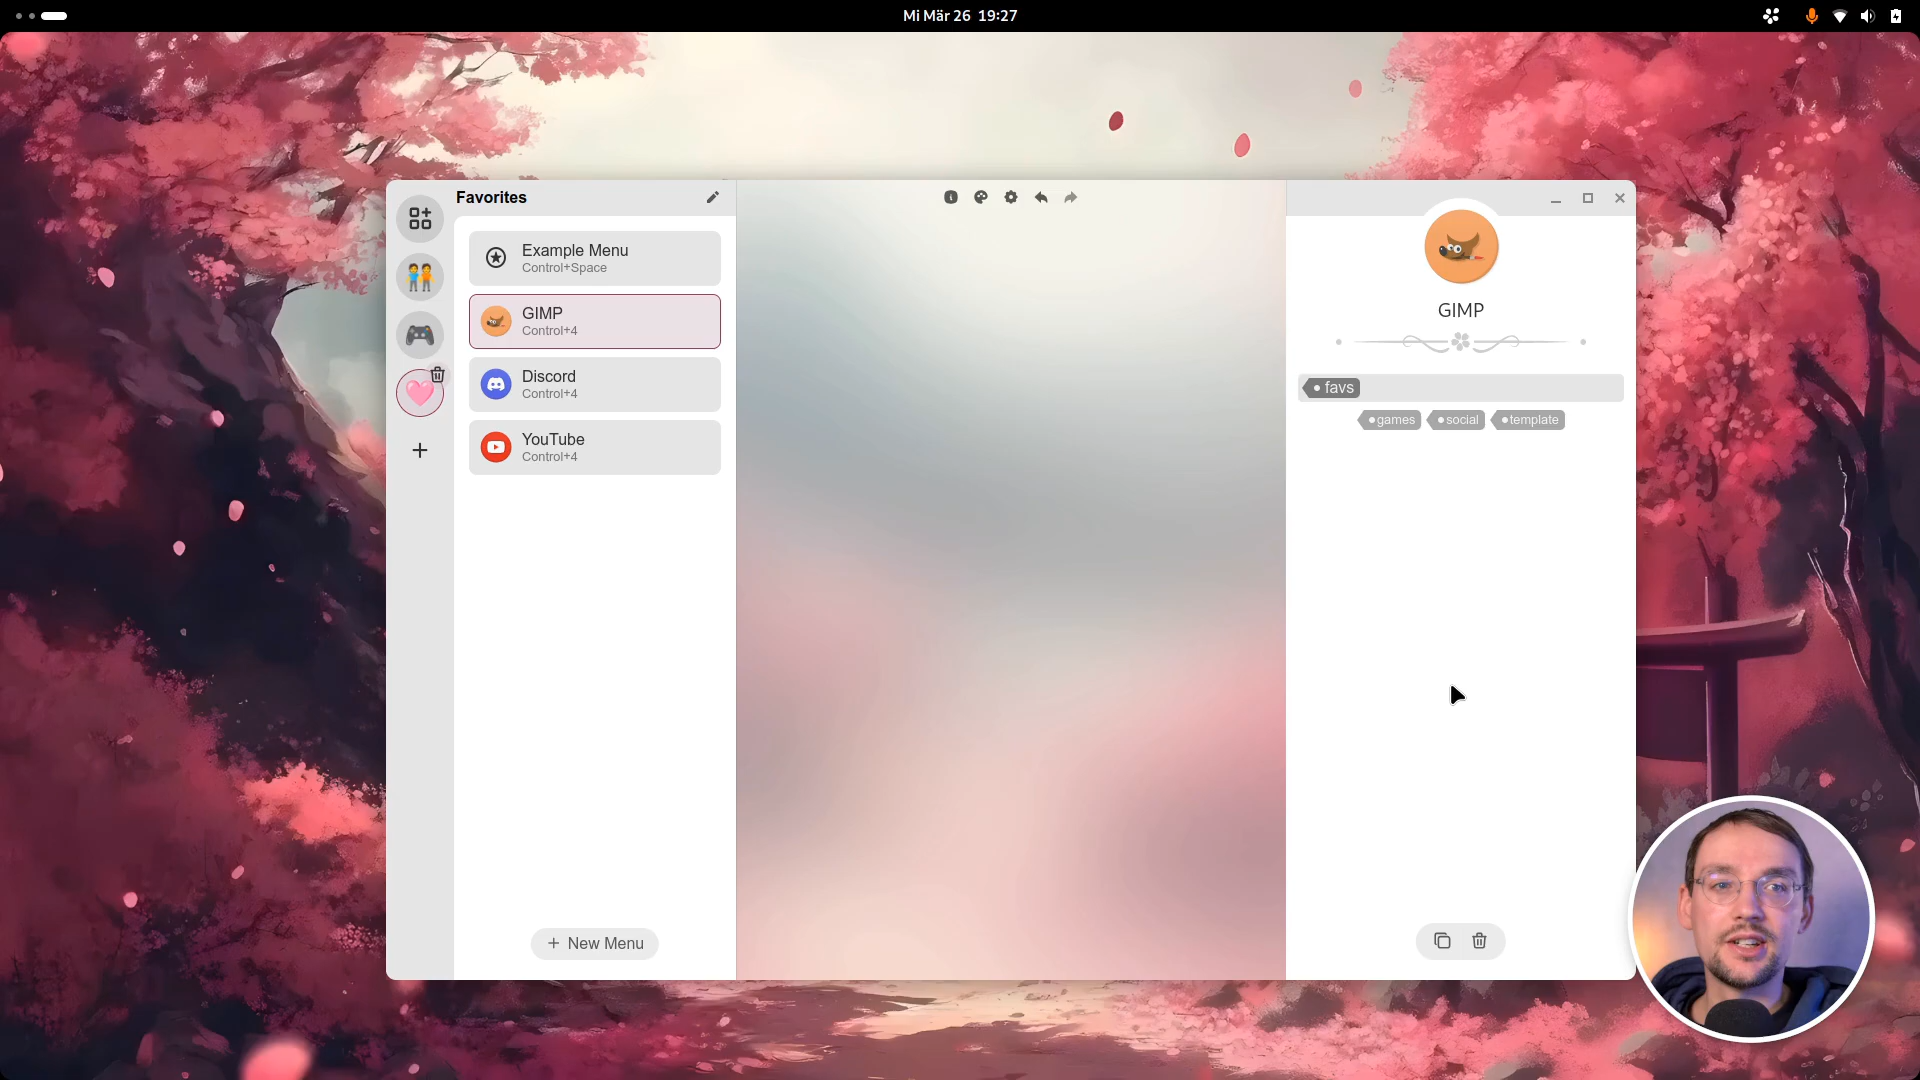 Mi Mär 26 19:27
Favorites
Example Menu
Control+Space
GIMP
Control+4
Discord
Control+4
YouTube
Control+4
New Menu
GIMP
favs
games social template